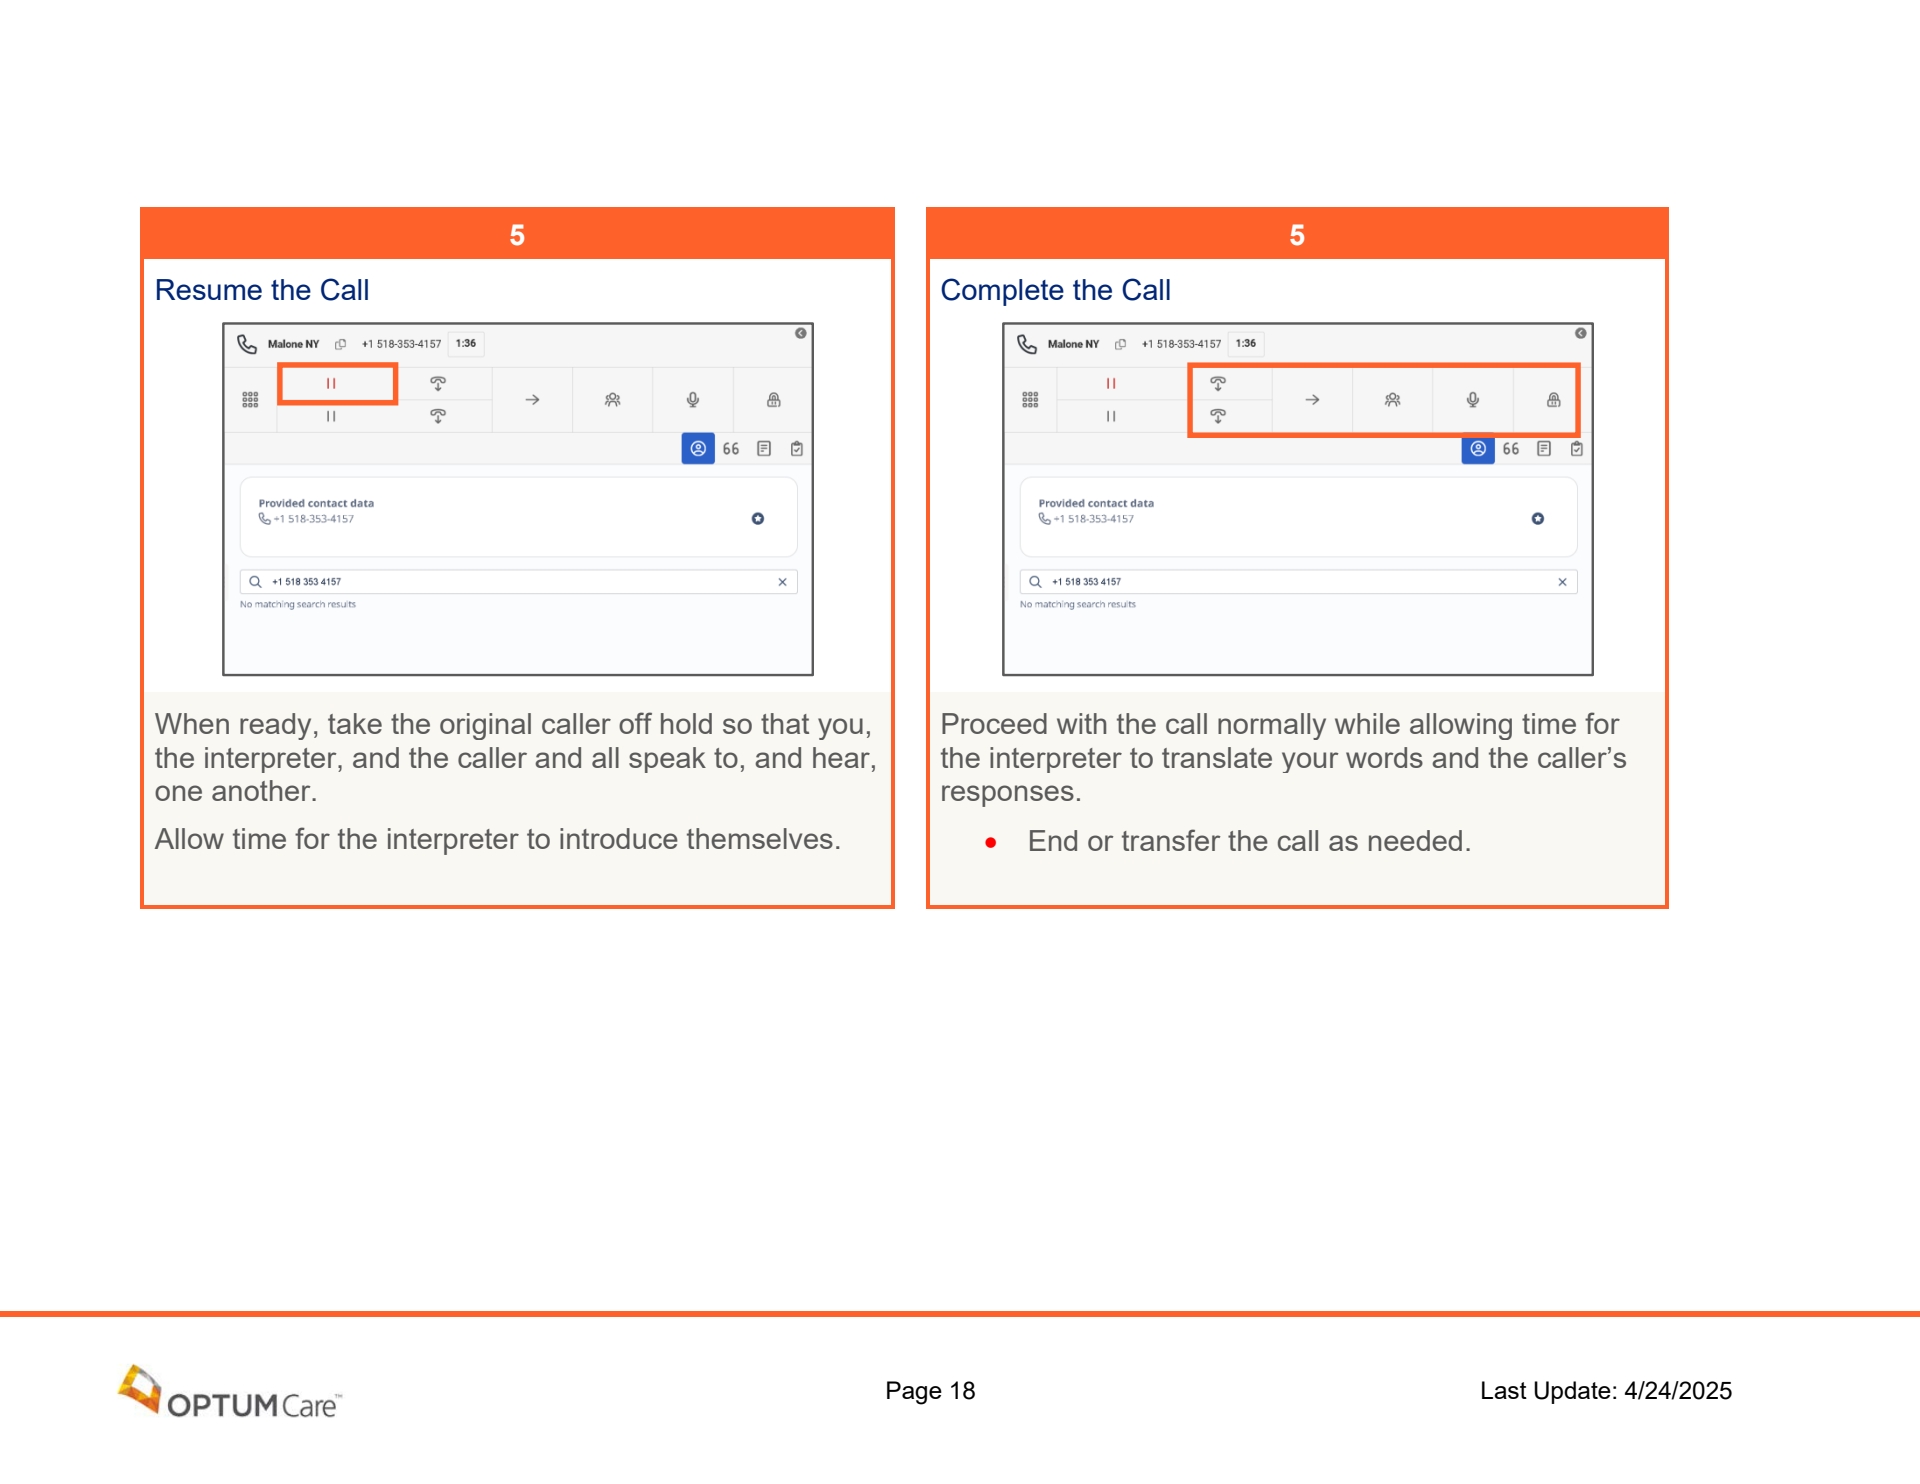 5
Resume the Call
Malone NY +1 518-353-4157 1:36
66
Provided contact data
+1 518-353-4157
+1 518 353 4157
No matching search results
When ready, take the original caller off hold so that you,
the interpreter, and the caller and all speak to, and hear,
one another.
Allow time for the interpreter to introduce themselves.
5
Complete the Call
Malone NY +1 518-353-4157 1:36
66
Provided contact data
+1 518-353-4157
+1 518 353 4157
No matching search results
Proceed with the call normally while allowing time for
the interpreter to translate your words and the caller’s
responses.
• End or transfer the call as needed.
OPTUMCare™
Page 18
Last Update: 4/24/2025